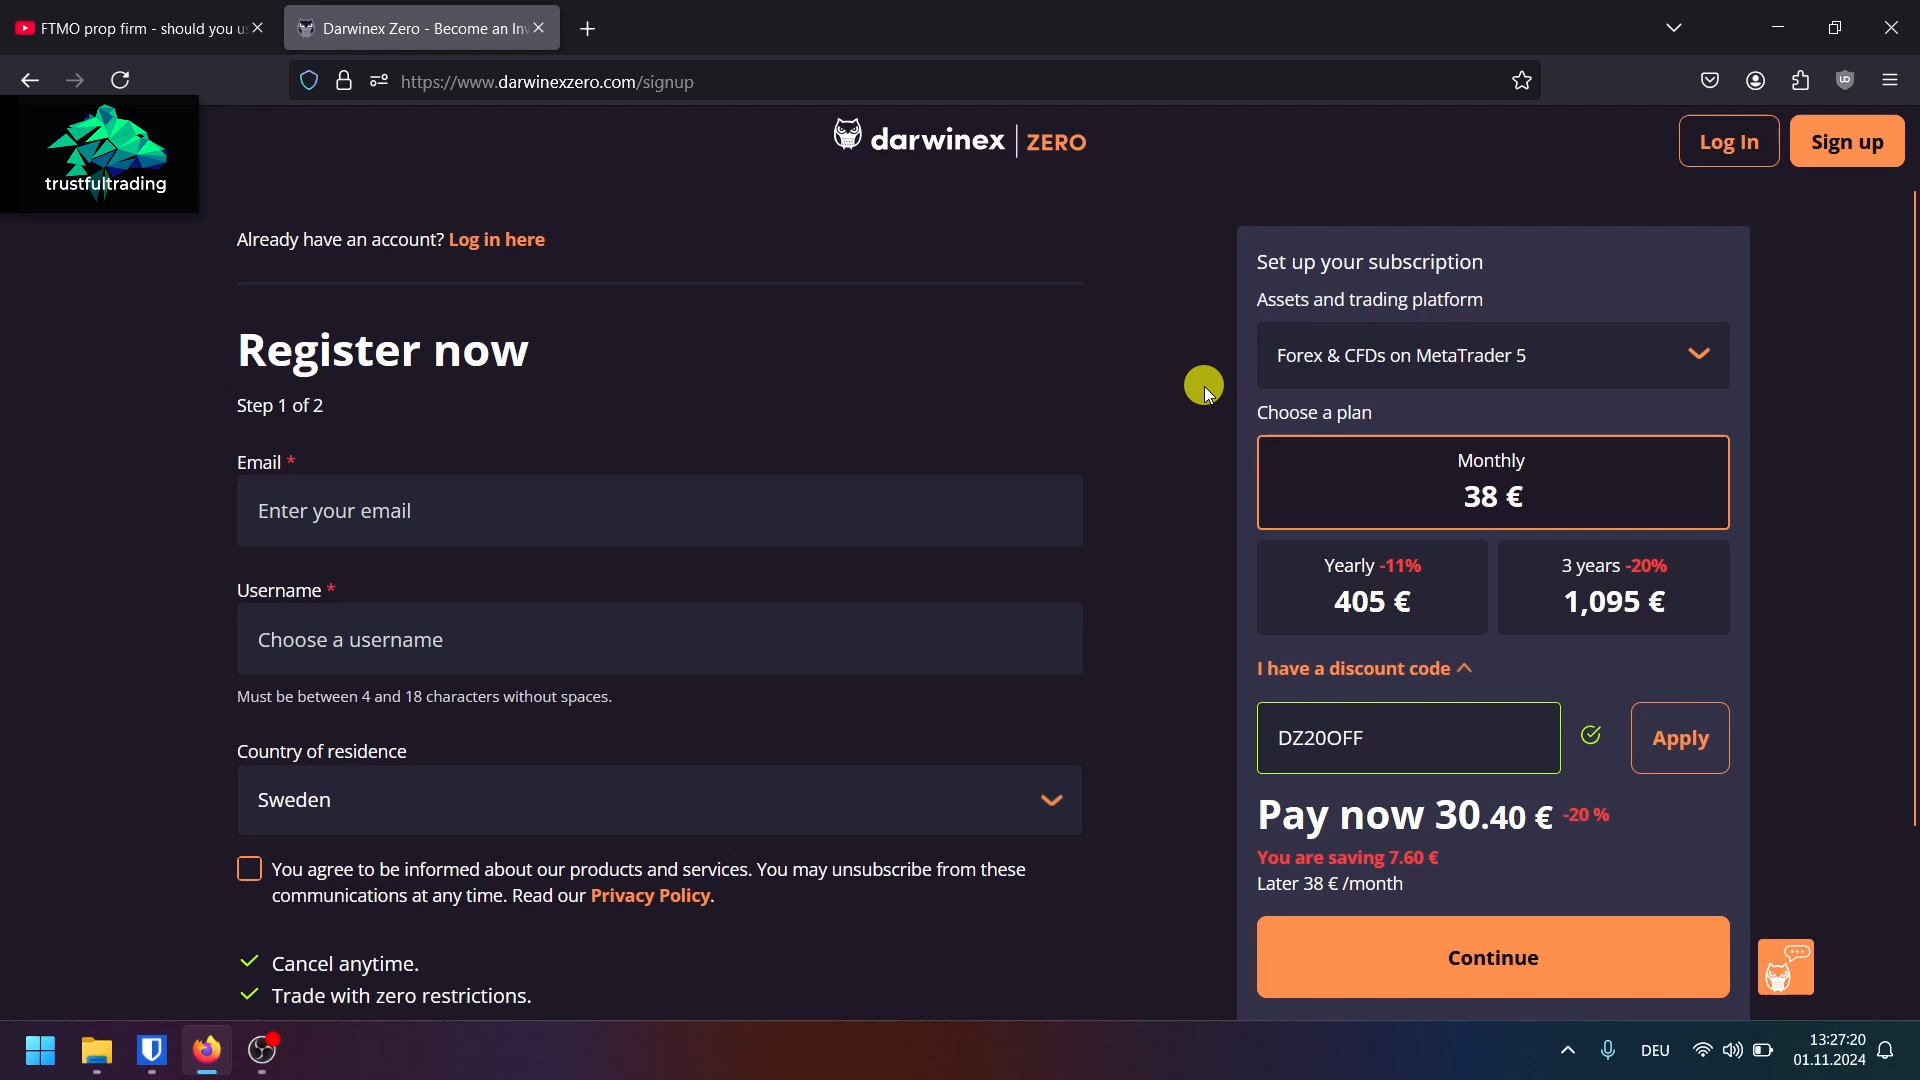 FTMO prop firm - should you us
Darwinex Zero - Become an Inv
https://www.darwinexzero.com/signup
trustfultrading
darwinex | ZERO
Log In
Sign up
Already have an account? Log in here
Register now
Step 1 of 2
Email *
Enter your email
Username *
Choose a username
Must be between 4 and 18 characters without spaces.
Country of residence
Sweden
You agree to be informed about our products and services. You may unsubscribe from these
communications at any time. Read our Privacy Policy.
Cancel anytime.
Trade with zero restrictions.
Set up your subscription
Assets and trading platform
Forex & CFDs on MetaTrader 5
Choose a plan
Monthly
38 €
Yearly -11%
405 €
3 years -20%
1,095 €
I have a discount code
DZ20OFF
Apply
Pay now 30.40 € -20 %
You are saving 7.60 €
Later 38 € /month
Continue
DEU
13:27:20
01.11.2024